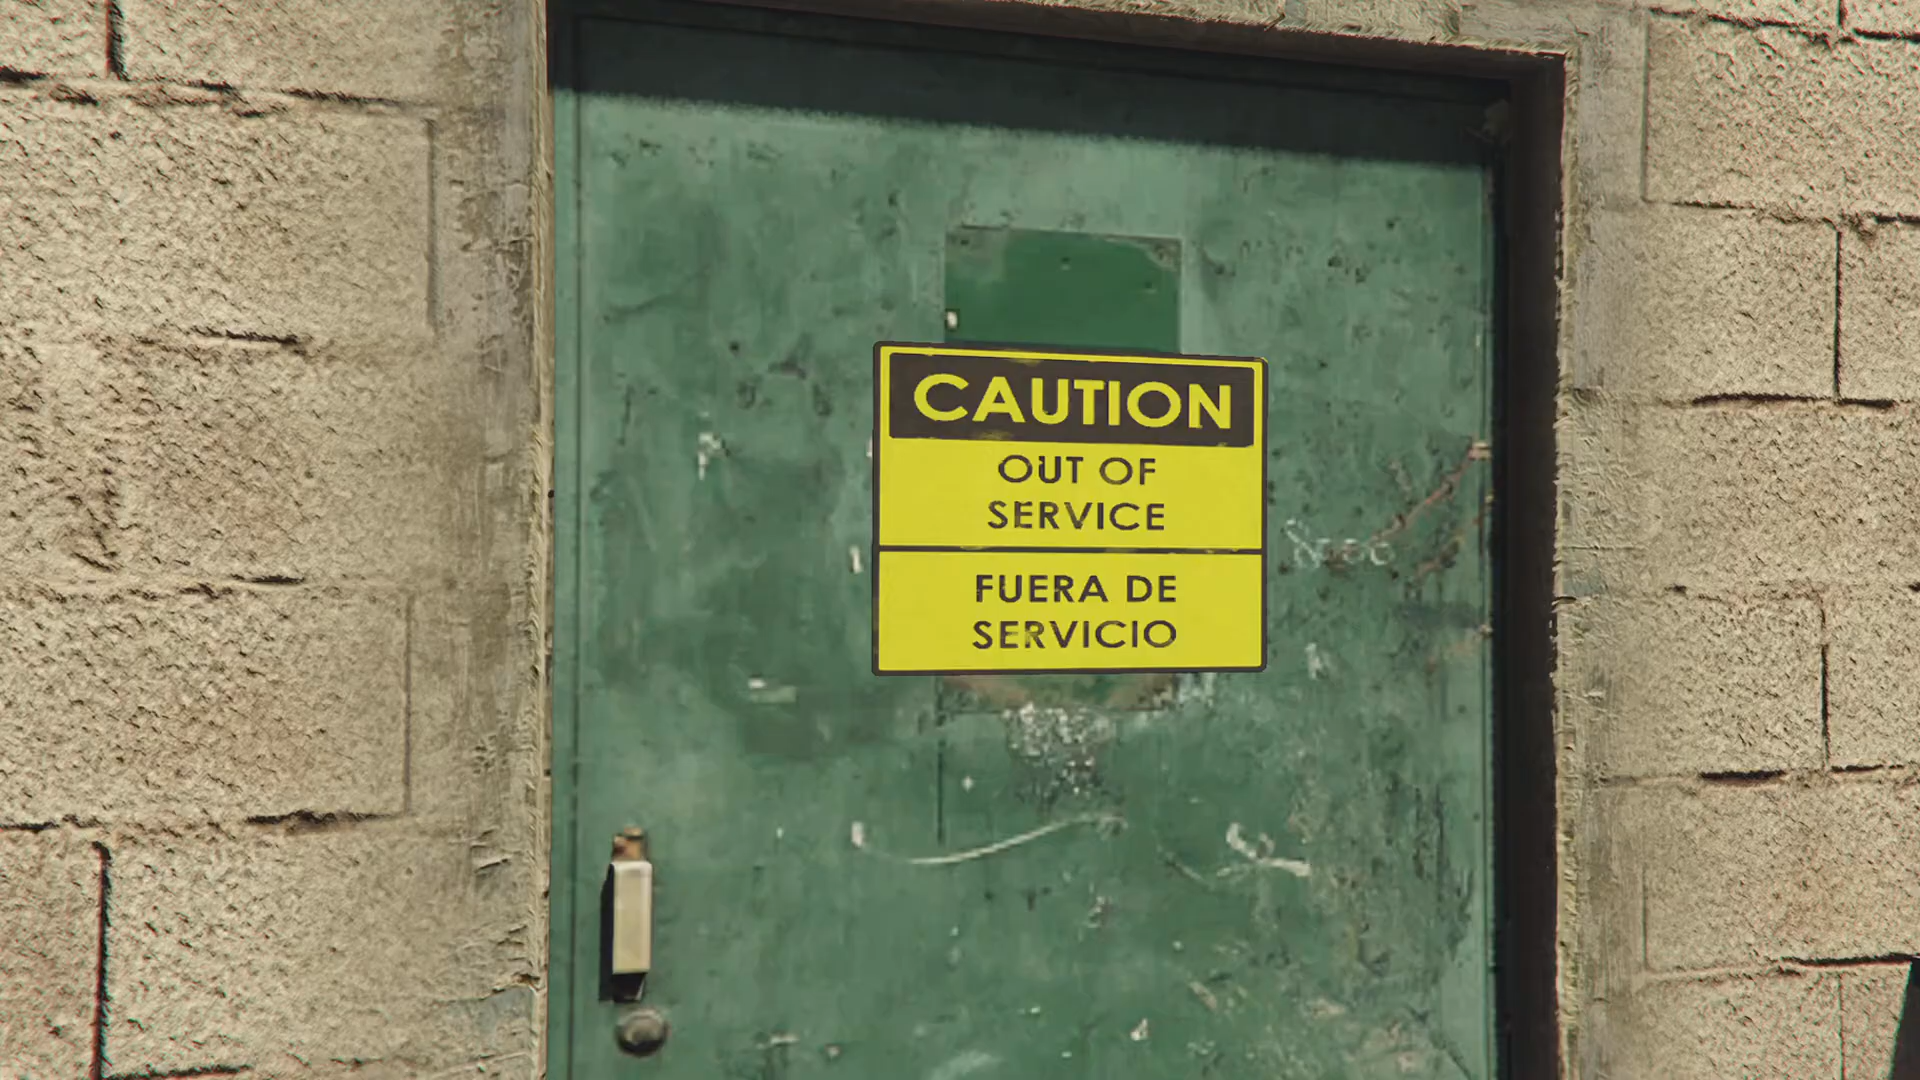 CAUTION
OUT OF
SERVICE
FUERA DE
SERVICIO